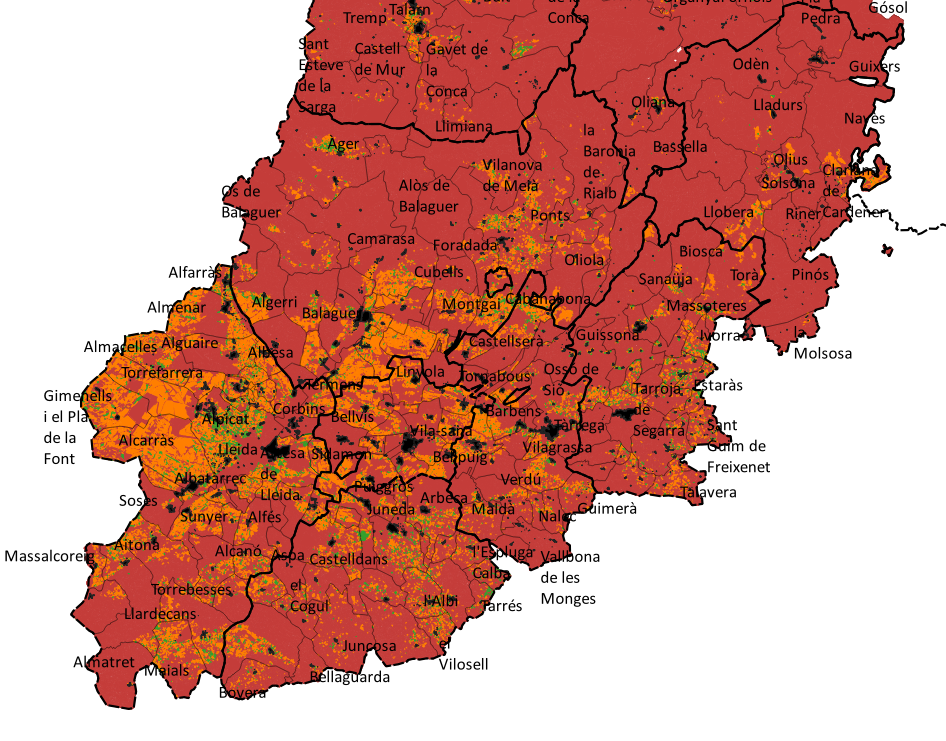 Gósol
Talarn
Tremp
Conca
Pedra
Sant
Esteve
de la
Sarga
Castell
de Mur
Gavet de
la
Conca
Odèn
Guixers
Oliana
Lladurs
Navès
Llimiana
Ager
la
Baronia
de
Rialb
Bassella
Vilanova
de Meià
Olius
Solsona
Clariana
de
Cardener
Os de
Balaguer
Alòs de
Balaguer
Ponts
Llobera
Riner
Camarasa
Foradada
Oliola
Biosca
Alfarràs
Cubells
Sanaüja
Torà
Pinós
Almenar
Algerri
Balaguer
Montgai
Cabanabona
Massoteres
Almacelles
Alguaire
Albesa
Castellserà
Guissona
Ivorra
la
Molsosa
Torrefarrera
Térmens
Linyola
Tornabous
Ossó de
Sió
Gimenells
i el Pla
de la
Font
Tarroja
de
Segarra
Estaràs
Alpicat
Corbins
Bellvís
Barbens
Tàrrega
Sant
Guim de
Freixenet
Alcarràs
Vila-sana
Vilagrassa
Lleida
Artesa
de
Lleida
Sidamon
Bellpuig
Albatàrrec
Puiggròs
Verdú
Talavera
Soses
Sunyer
Alfés
Juneda
Arbeca
Maldà
Nalec
Guimerà
Massalcoreig
Aitona
Alcanó
Aspa
Castelldans
l'Espluga
Calba
Vallbona
de les
Monges
Torrebesses
el
Cogul
l'Albi
Tarrés
Llardecans
Juncosa
el
Vilosell
Almatret
Maials
Bovera
Bellaguarda